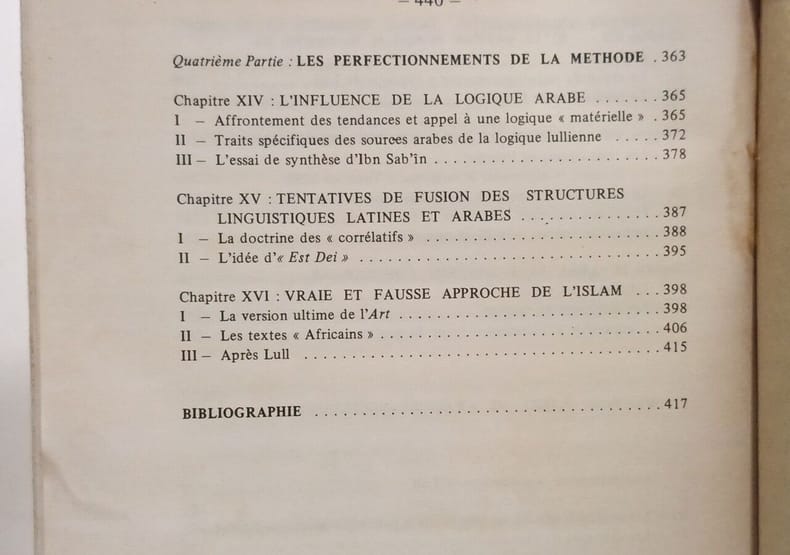 — 440 —
Quatrième Partie : LES PERFECTIONNEMENTS DE LA METHODE . 363
Chapitre XIV : L'INFLUENCE DE LA LOGIQUE ARABE ....... 365
I — Affrontement des tendances et appel à une logique « matérielle » . 365
II — Traits spécifiques des sources arabes de la logique lullienne ..... 372
III — L'essai de synthèse d'Ibn Sab'în .......................... 378
Chapitre XV : TENTATIVES DE FUSION DES STRUCTURES
LINGUISTIQUES LATINES ET ARABES .............. 387
I — La doctrine des « corrélatifs » ........................... 388
II — L'idée d'« Est Dei » ................................... 395
Chapitre XVI : VRAIE ET FAUSSE APPROCHE DE L'ISLAM ... 398
I — La version ultime de l'Art .............................. 398
II — Les textes « Africains » ................................ 406
III — Après Lull .......................................... 415
BIBLIOGRAPHIE ........................................ 417